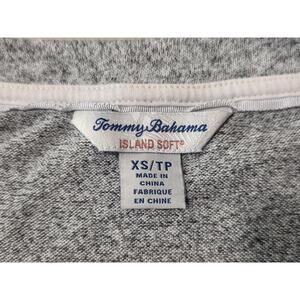 Tommy Bahama
ISLAND SOFT®
XS/TP
MADE IN
CHINA
FABRIQUE
EN CHINE